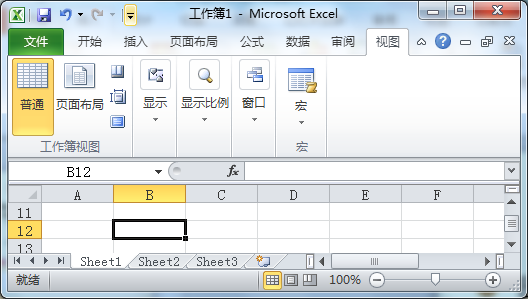 工作簿1 - Microsoft Excel
文件 开始 插入 页面布局 公式 数据 审阅 视图
普通 页面布局 显示 显示比例 窗口 宏
工作簿视图 宏
B12 fx
A B C D E F
11
12
13
Sheet1 Sheet2 Sheet3
就绪 100%